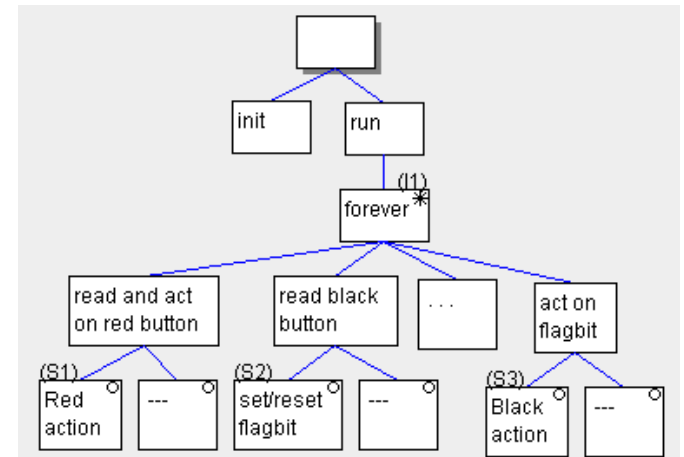 init
run
(I1)
forever *
read and act
on red button
read black
button
. . .
act on
flagbit
(S1)
Red
action
---
(S2)
set/reset
flagbit
---
(S3)
Black
action
---